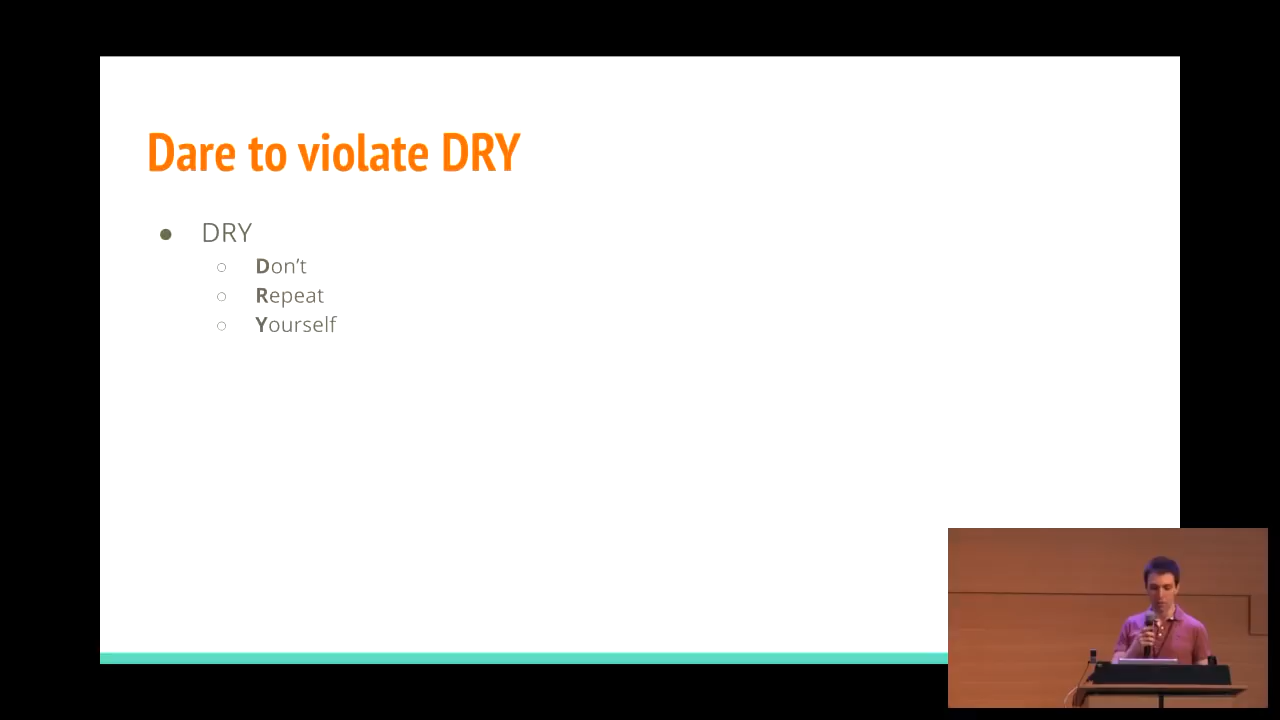 Dare to violate DRY
● DRY
○ Don't
○ Repeat
○ Yourself